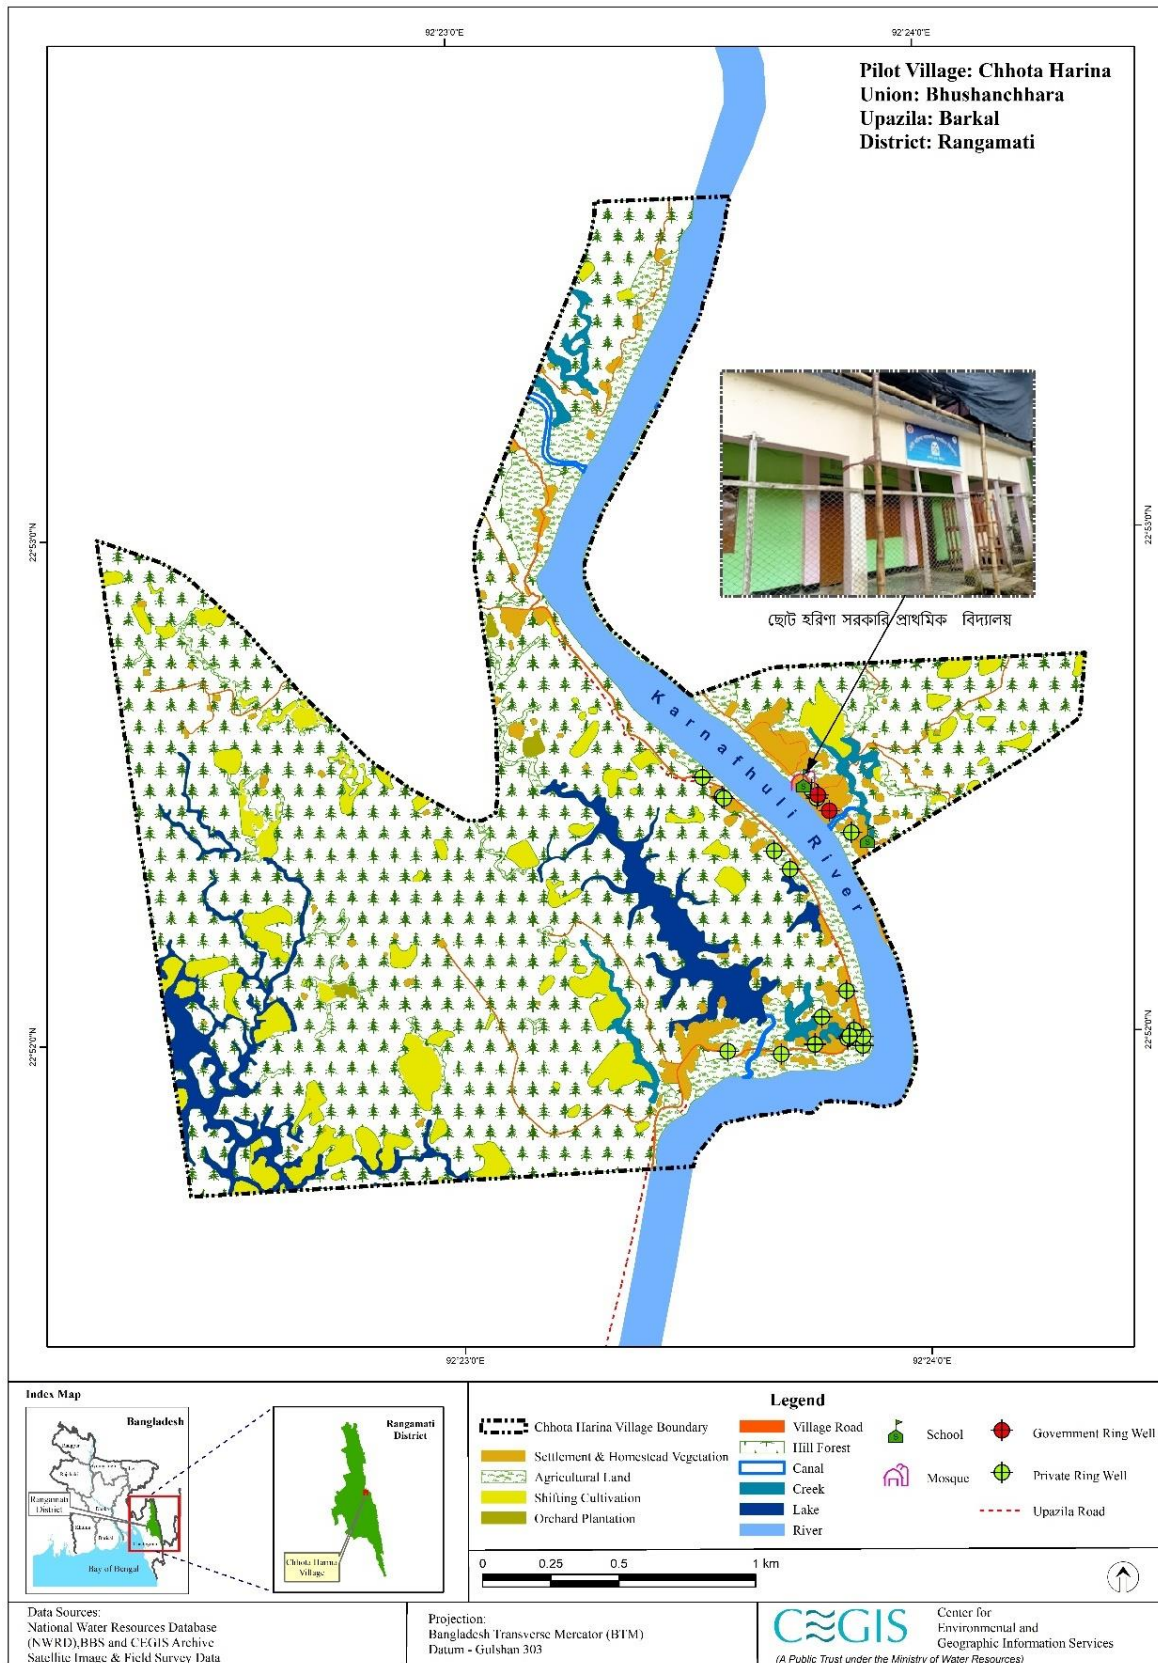 92°23'0"E
92°24'0"E
Pilot Village: Chhota Harina
Union: Bhushanchhara
Upazila: Barkal
District: Rangamati
22°53'0"N
22°53'0"N
ছোট হরিণা সরকারি প্রাথমিক বিদ্যালয়
Karnafhuli River
22°52'0"N
22°52'0"N
92°23'0"E
92°24'0"E
Index Map
Bangladesh
Rangamati
District
Bay of Bengal
Rangamati
District
Chhota Harina
Village
Legend
Chhota Harina Village Boundary
Settlement & Homestead Vegetation
Agricultural Land
Shifting Cultivation
Orchard Plantation
Village Road
Hill Forest
Canal
Creek
Lake
River
School
Mosque
Government Ring Well
Private Ring Well
Upazila Road
0 0.25 0.5 1 km
Data Sources:
National Water Resources Database
(NWRD),BBS and CEGIS Archive
Satellite Image & Field Survey Data
Projection:
Bangladesh Transverse Mercator (BTM)
Datum - Gulshan 303
CEGIS
Center for
Environmental and
Geographic Information Services
(A Public Trust under the Ministry of Water Resources)